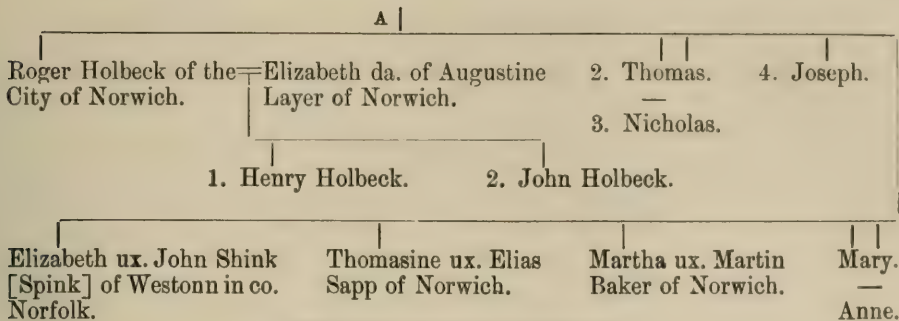 A
Roger Holbeck of the Elizabeth da. of Augustine 2. Thomas. 4. Joseph.
City of Norwich. Layer of Norwich. —
3. Nicholas.
1. Henry Holbeck. 2. John Holbeck.
Elizabeth ux. John Shink Thomasine ux. Elias Martha ux. Martin Mary.
[Spink] of Westonn in co. Sapp of Norwich. Baker of Norwich. —
Norfolk. Anne.